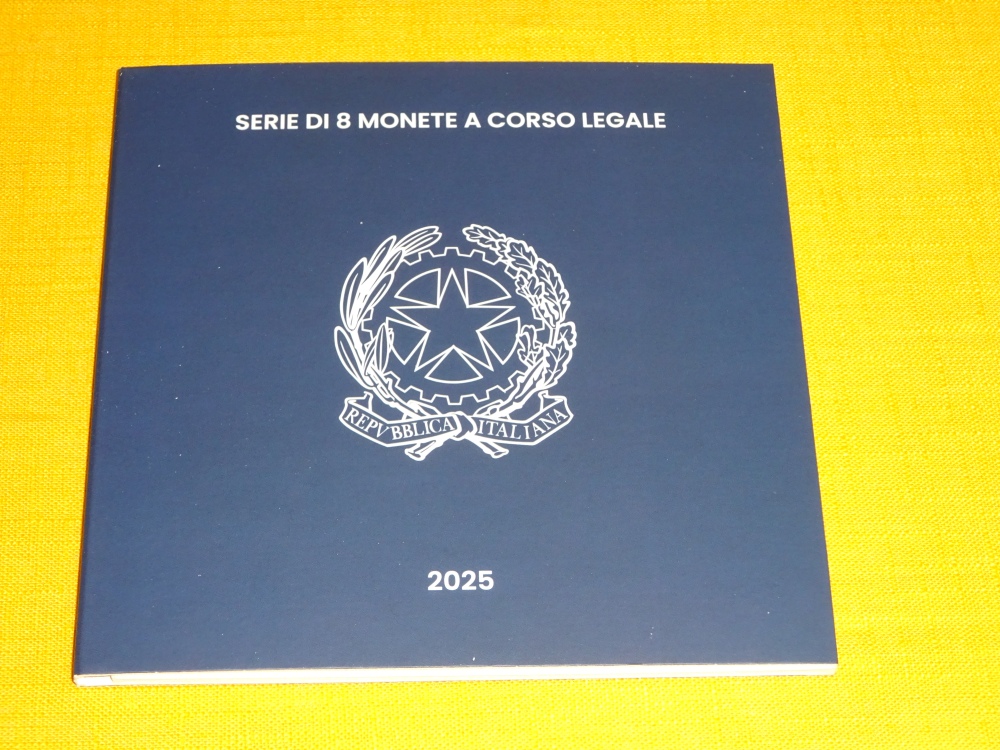 SERIE DI 8 MONETE A CORSO LEGALE
REPVBBLICA ITALIANA
2025